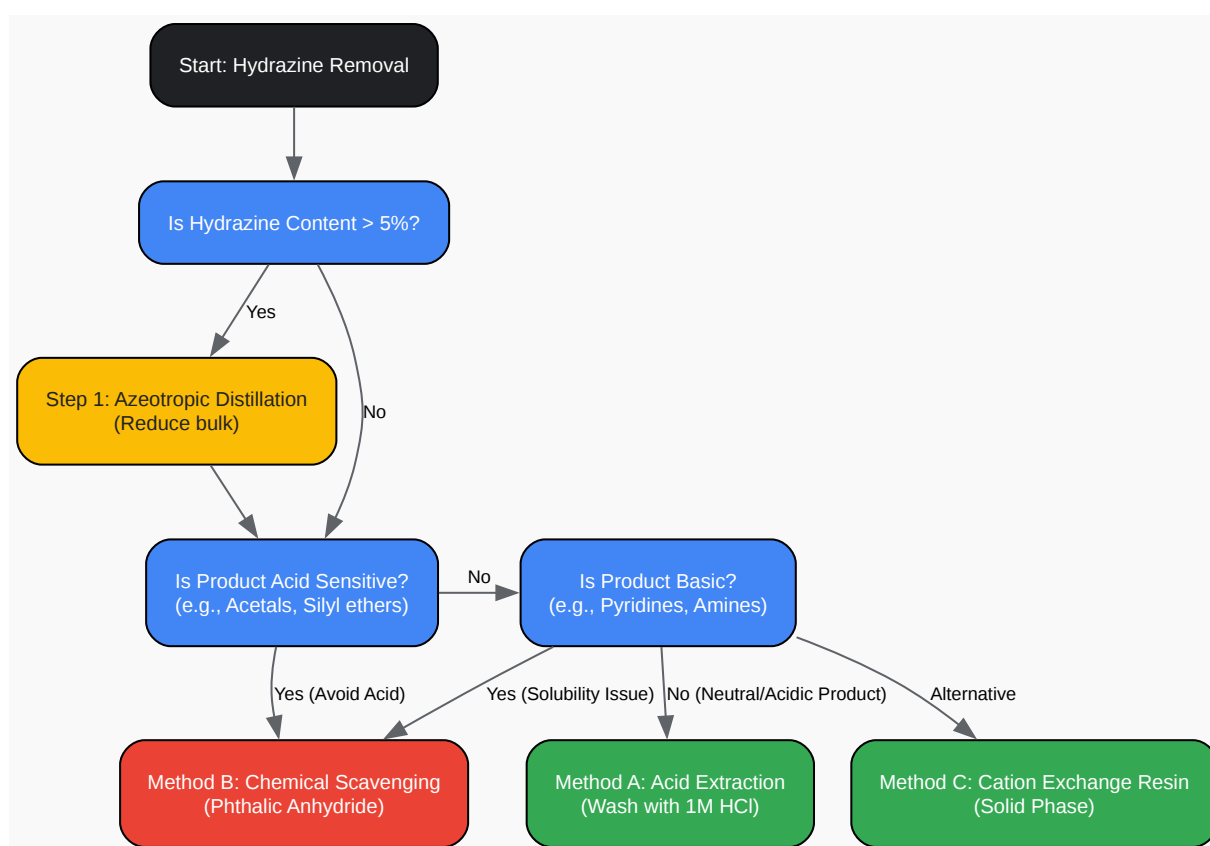 Start: Hydrazine Removal
Is Hydrazine Content > 5%?
Yes
No
Step 1: Azeotropic Distillation
(Reduce bulk)
Is Product Acid Sensitive?
(e.g., Acetals, Silyl ethers)
No
Is Product Basic?
(e.g., Pyridines, Amines)
Yes (Avoid Acid)
Yes (Solubility Issue)
No (Neutral/Acidic Product)
Alternative
Method B: Chemical Scavenging
(Phthalic Anhydride)
Method A: Acid Extraction
(Wash with 1M HCl)
Method C: Cation Exchange Resin
(Solid Phase)